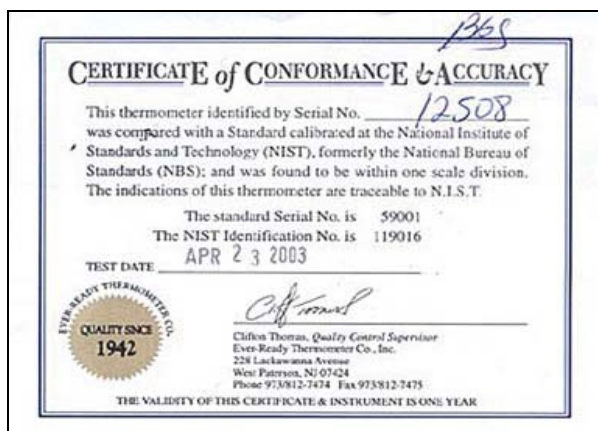 CERTIFICATE of CONFORMANCE & ACCURACY
This thermometer identified by Serial No. 12508
was compared with a Standard calibrated at the National Institute of
Standards and Technology (NIST), formerly the National Bureau of
Standards (NBS); and was found to be within one scale division.
The indications of this thermometer are traceable to N.I.S.T.
The standard Serial No. is 59001
The NIST Identification No. is 119016
TEST DATE APR 23 2003
EVER-READY THERMOMETER CO.
QUALITY SINCE
1942
Clifton Thomas, Quality Control Supervisor
Ever-Ready Thermometer Co., Inc.
228 Lackawanna Avenue
West Paterson, NJ 07424
Phone 973/812-7474 Fax 973/812-7475
THE VALIDITY OF THIS CERTIFICATE & INSTRUMENT IS ONE YEAR